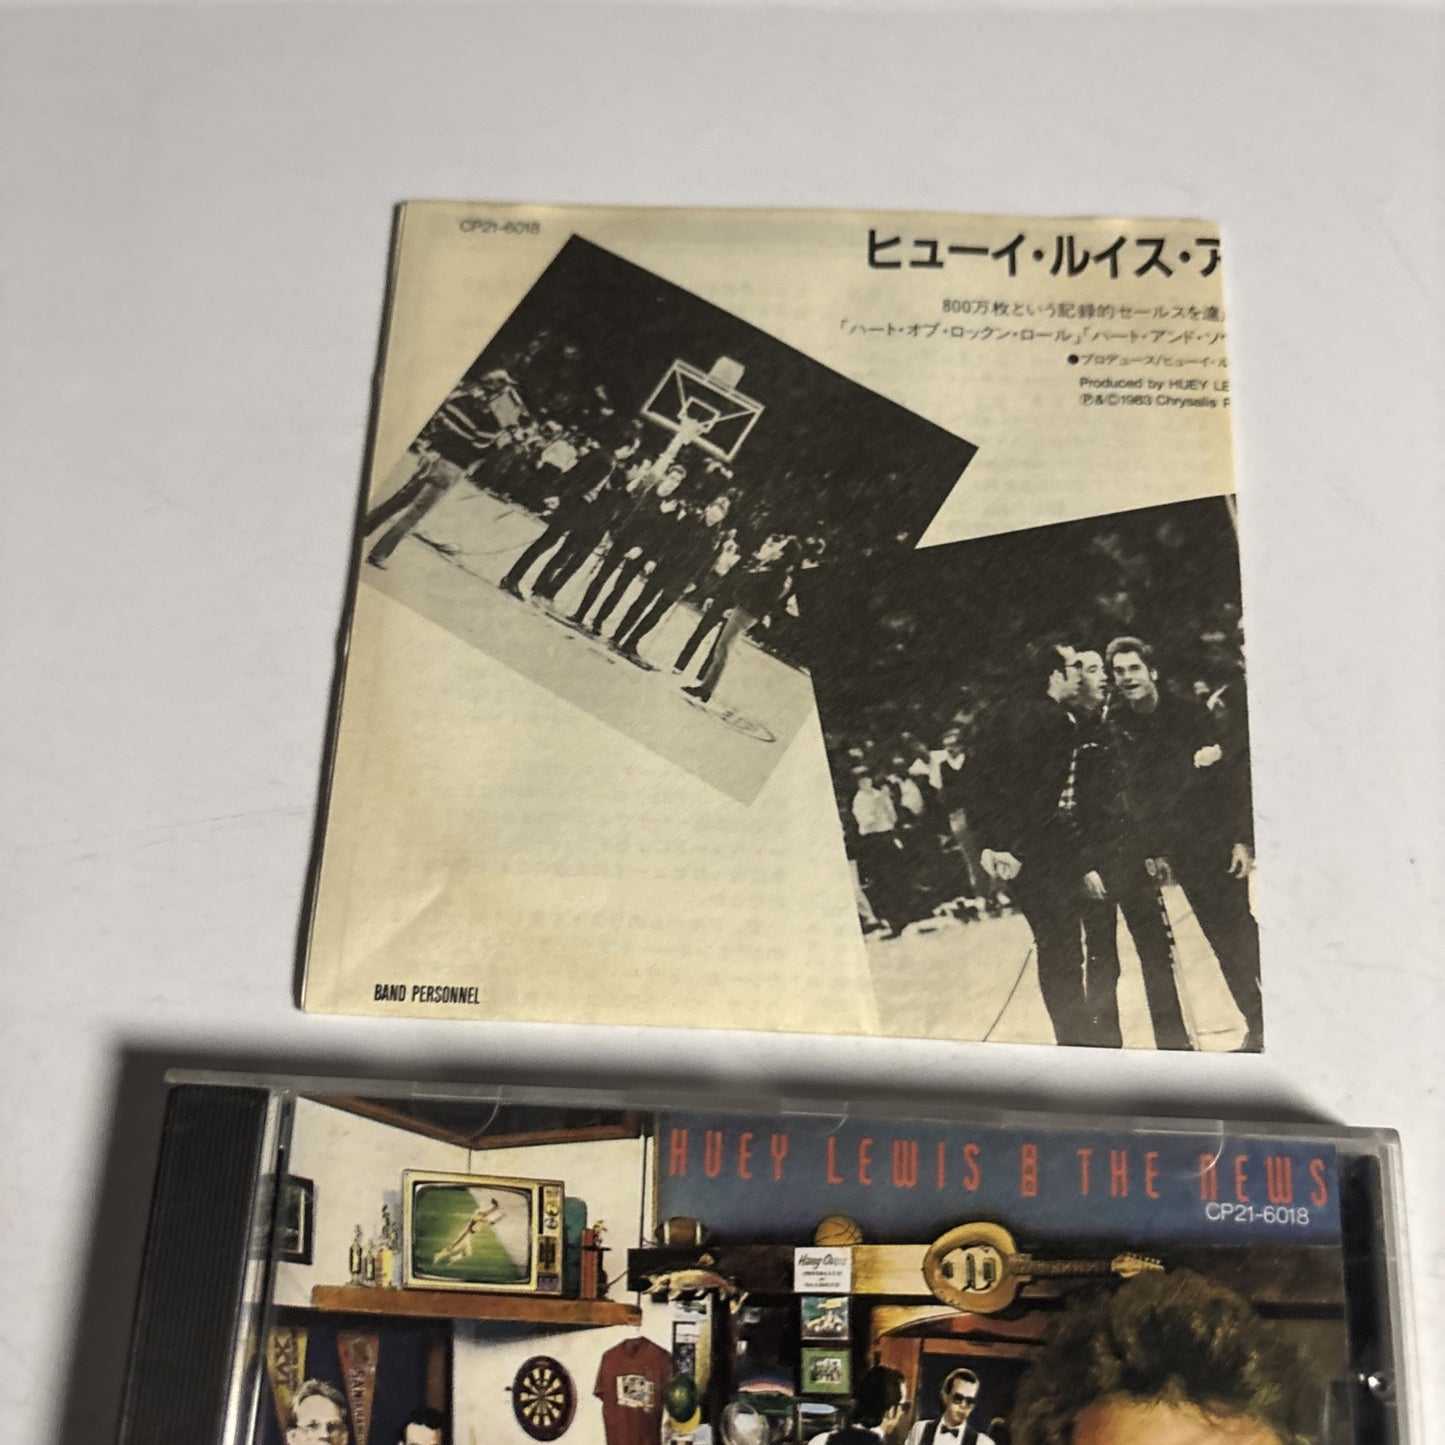 CP21-6018
ヒューイ・ルイス・ア
800万枚という記録的セールスを
「ハート・オブ・ロックン・ロール」「ハート・アンド・ソ
●プロデュース/ヒューイ・ル
Produced by HUEY LE
Ⓟ&©1983 Chrysalis P
BAND PERSONNEL
HUEY LEWIS AND THE NEWS
CP21-6018
JAX